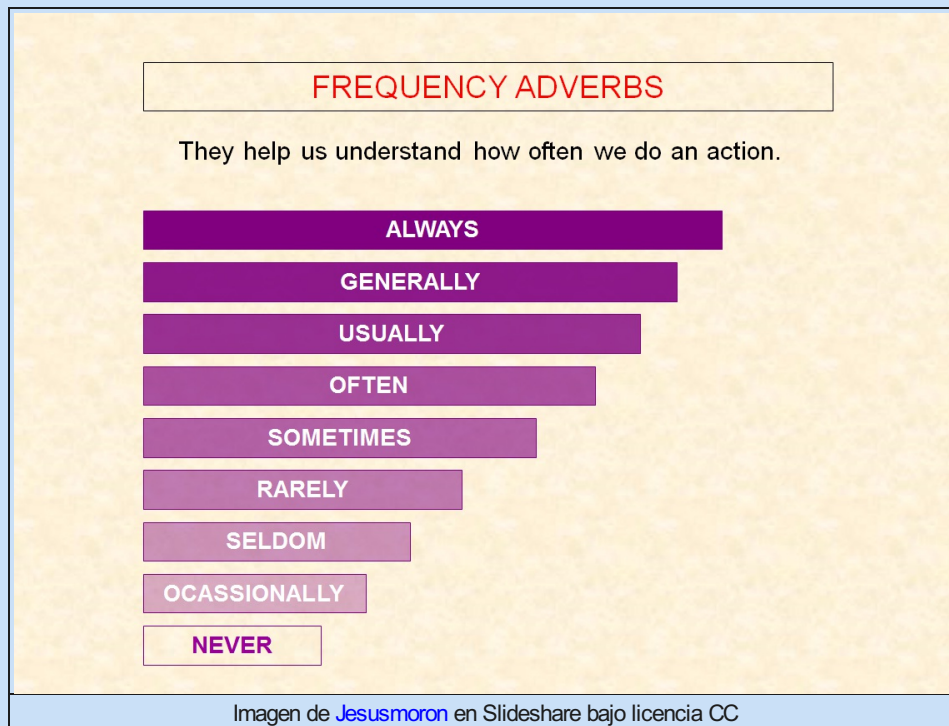 FREQUENCY ADVERBS
They help us understand how often we do an action.
ALWAYS
GENERALLY
USUALLY
OFTEN
SOMETIMES
RARELY
SELDOM
OCASSIONALLY
NEVER
Imagen de Jesusmoron en Slideshare bajo licencia CC